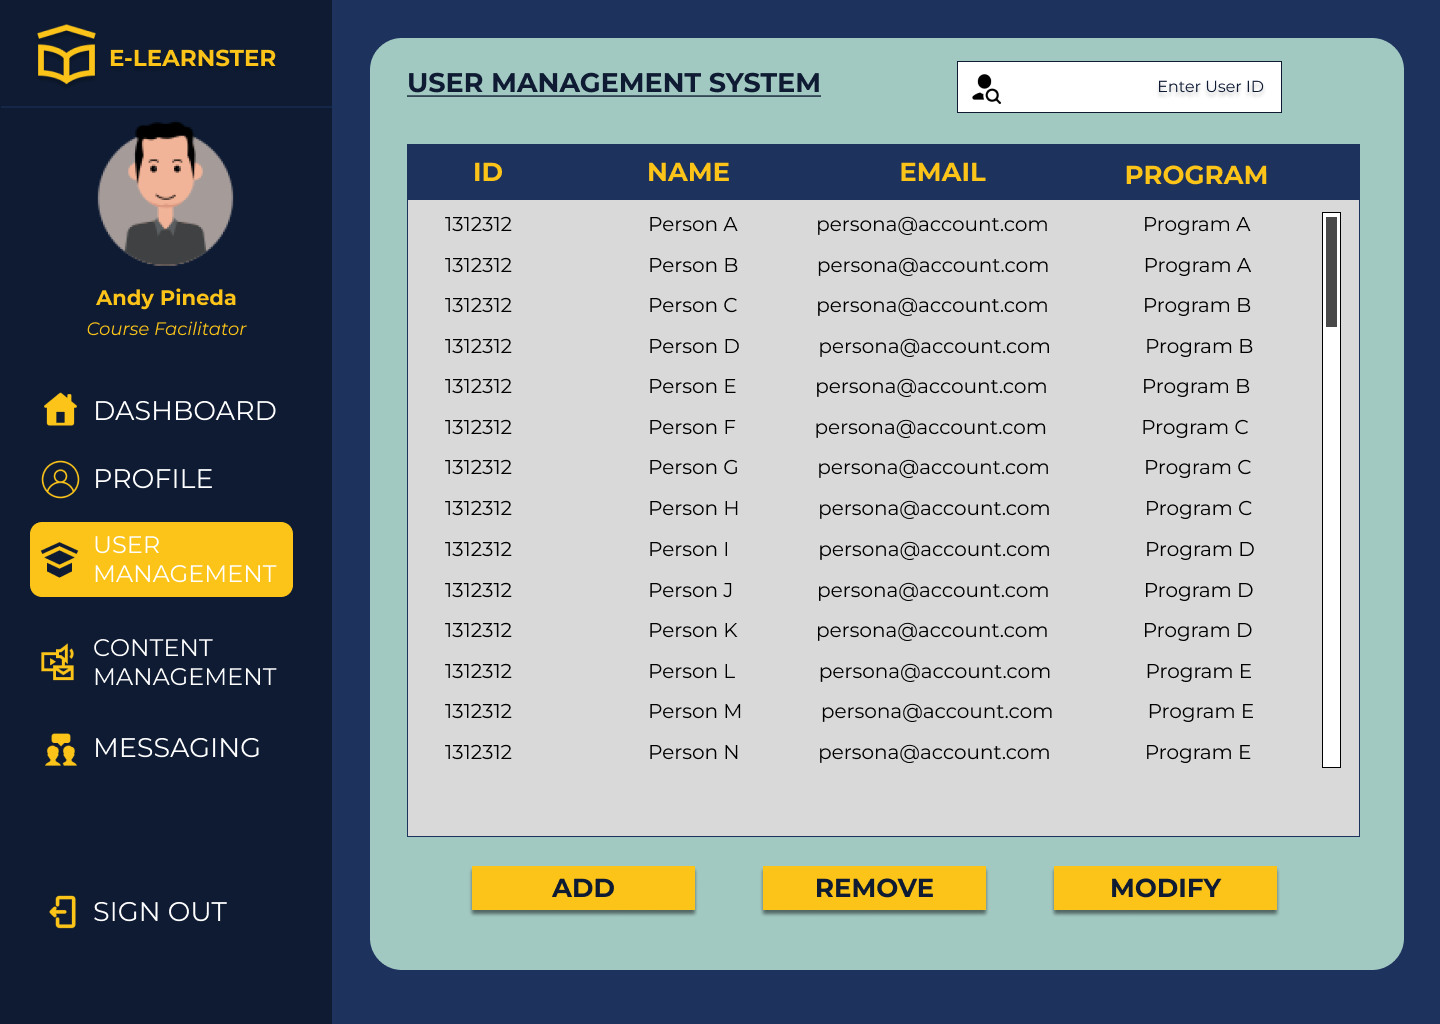 E-LEARNSTER
Andy Pineda
Course Facilitator
DASHBOARD
PROFILE
USER
MANAGEMENT
CONTENT
MANAGEMENT
MESSAGING
SIGN OUT
USER MANAGEMENT SYSTEM
Enter User ID
ID NAME EMAIL PROGRAM
1312312 Person A persona@account.com Program A
1312312 Person B persona@account.com Program A
1312312 Person C persona@account.com Program B
1312312 Person D persona@account.com Program B
1312312 Person E persona@account.com Program B
1312312 Person F persona@account.com Program C
1312312 Person G persona@account.com Program C
1312312 Person H persona@account.com Program C
1312312 Person I persona@account.com Program D
1312312 Person J persona@account.com Program D
1312312 Person K persona@account.com Program D
1312312 Person L persona@account.com Program E
1312312 Person M persona@account.com Program E
1312312 Person N persona@account.com Program E
ADD REMOVE MODIFY